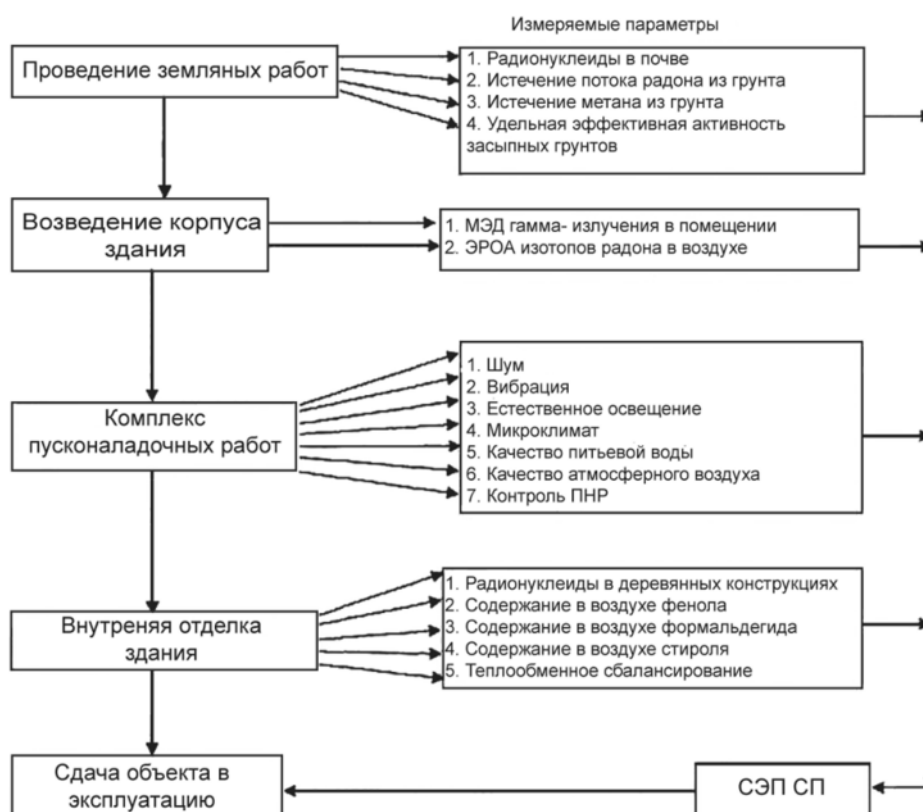 Измеряемые параметры
Проведение земляных работ
1. Радионуклеиды в почве
2. Истечение потока радона из грунта
3. Истечение метана из грунта
4. Удельная эффективная активность
засыпных грунтов
Возведение корпуса
здания
1. МЭД гамма- излучения в помещении
2. ЭРОА изотопов радона в воздухе
Комплекс
пусконаладочных работ
1. Шум
2. Вибрация
3. Естественное освещение
4. Микроклимат
5. Качество питьевой воды
6. Качество атмосферного воздуха
7. Контроль ПНР
Внутреняя отделка
здания
1. Радионуклеиды в деревянных конструкциях
2. Содержание в воздухе фенола
3. Содержание в воздухе формальдегида
4. Содержание в воздухе стироля
5. Теплообменное сбалансирование
Сдача объекта в
эксплуатацию
СЭП СП